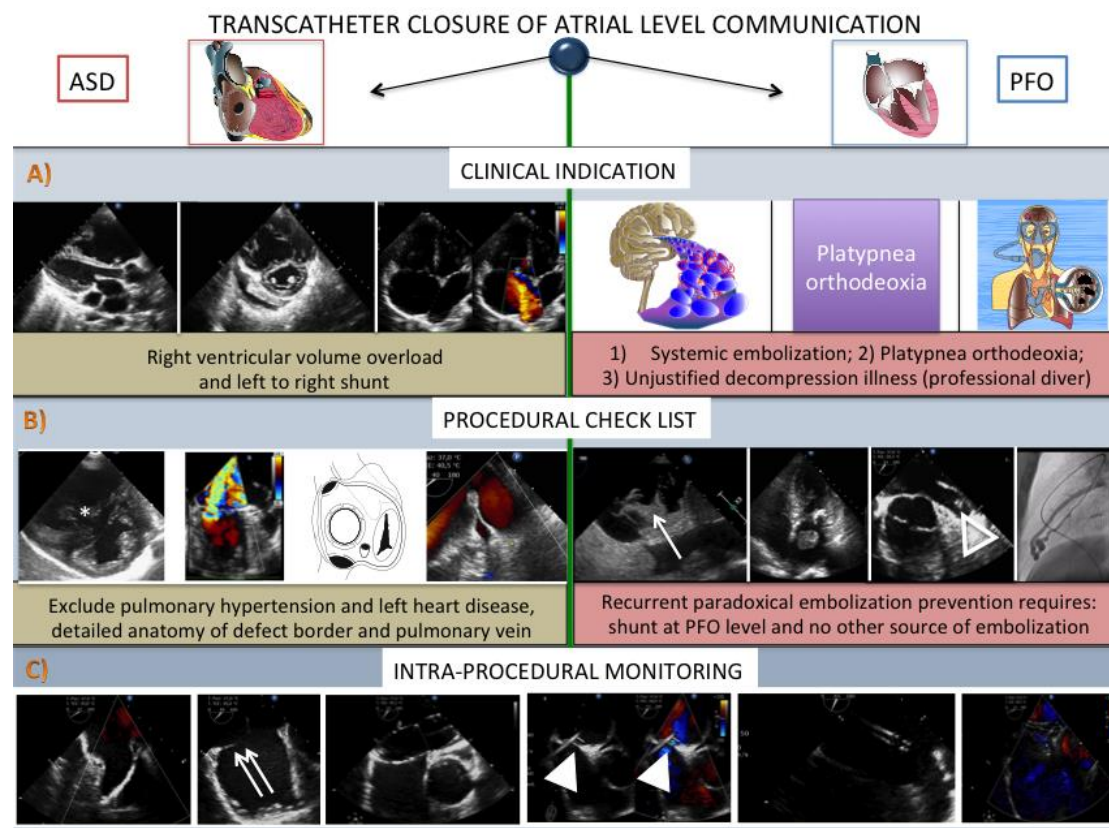 TRANSCATHETER CLOSURE OF ATRIAL LEVEL COMMUNICATION
ASD
PFO
A)
CLINICAL INDICATION
Platypnea
orthodeoxia
Right ventricular volume overload
and left to right shunt
1) Systemic embolization; 2) Platypnea orthodeoxia;
3) Unjustified decompression illness (professional diver)
B)
PROCEDURAL CHECK LIST
*
Exclude pulmonary hypertension and left heart disease,
detailed anatomy of defect border and pulmonary vein
Recurrent paradoxical embolization prevention requires:
shunt at PFO level and no other source of embolization
C)
INTRA-PROCEDURAL MONITORING